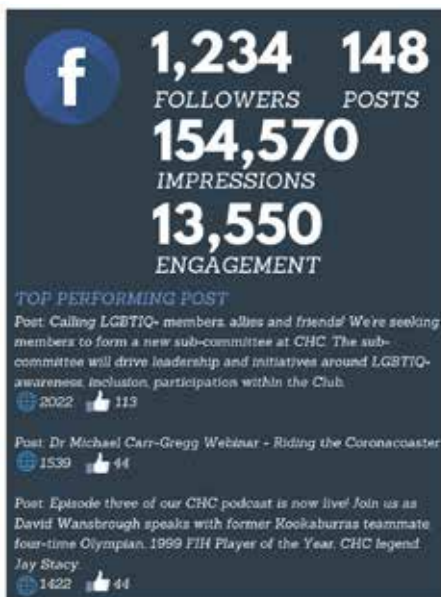 f
1,234 148
FOLLOWERS POSTS
154,570
IMPRESSIONS
13,550
ENGAGEMENT
TOP PERFORMING POST
Post: Calling LGBTIQ+ members, allies and friends! We're seeking
members to form a new sub-committee at CHC. The sub-
committee will drive leadership and initiatives around LGBTIQ+
awareness, inclusion, participation within the Club.
2022 113
Post: Dr Michael Carr-Gregg Webinar - Riding the Coronacoaster
1539 44
Post: Episode three of our CHC podcast is now live! Join us as
David Wansbrough speaks with former Kookaburras teammate
four-time Olympian, 1999 FIH Player of the Year, CHC legend
Jay Stacy.
1422 44